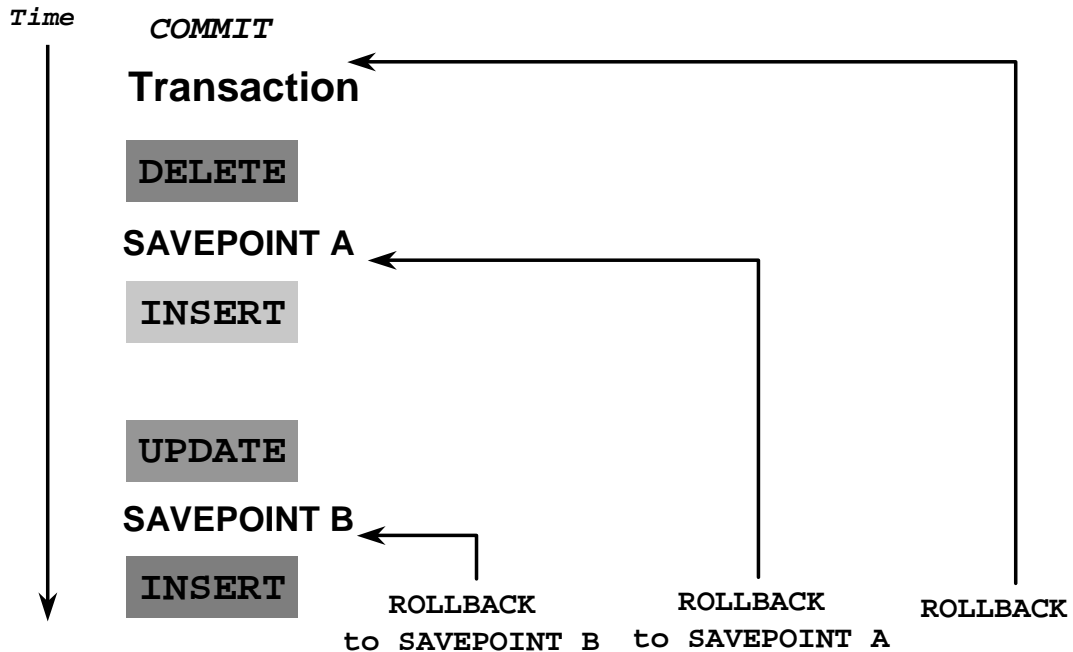 Time
COMMIT
Transaction
DELETE
SAVEPOINT A
INSERT
UPDATE
SAVEPOINT B
INSERT
ROLLBACK
to SAVEPOINT B
ROLLBACK
to SAVEPOINT A
ROLLBACK